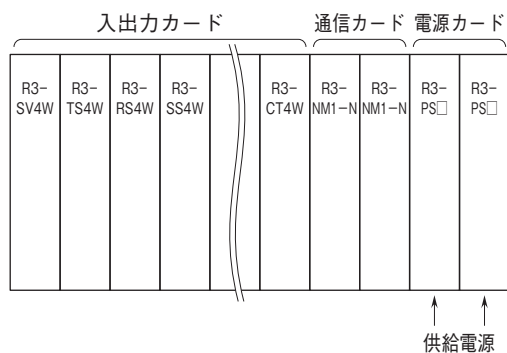 入出力カード 通信カード 電源カード
R3- R3- R3- R3- R3- R3- R3- R3- R3-
SV4W TS4W RS4W SS4W CT4W NM1-N NM1-N PS□ PS□
供給電源